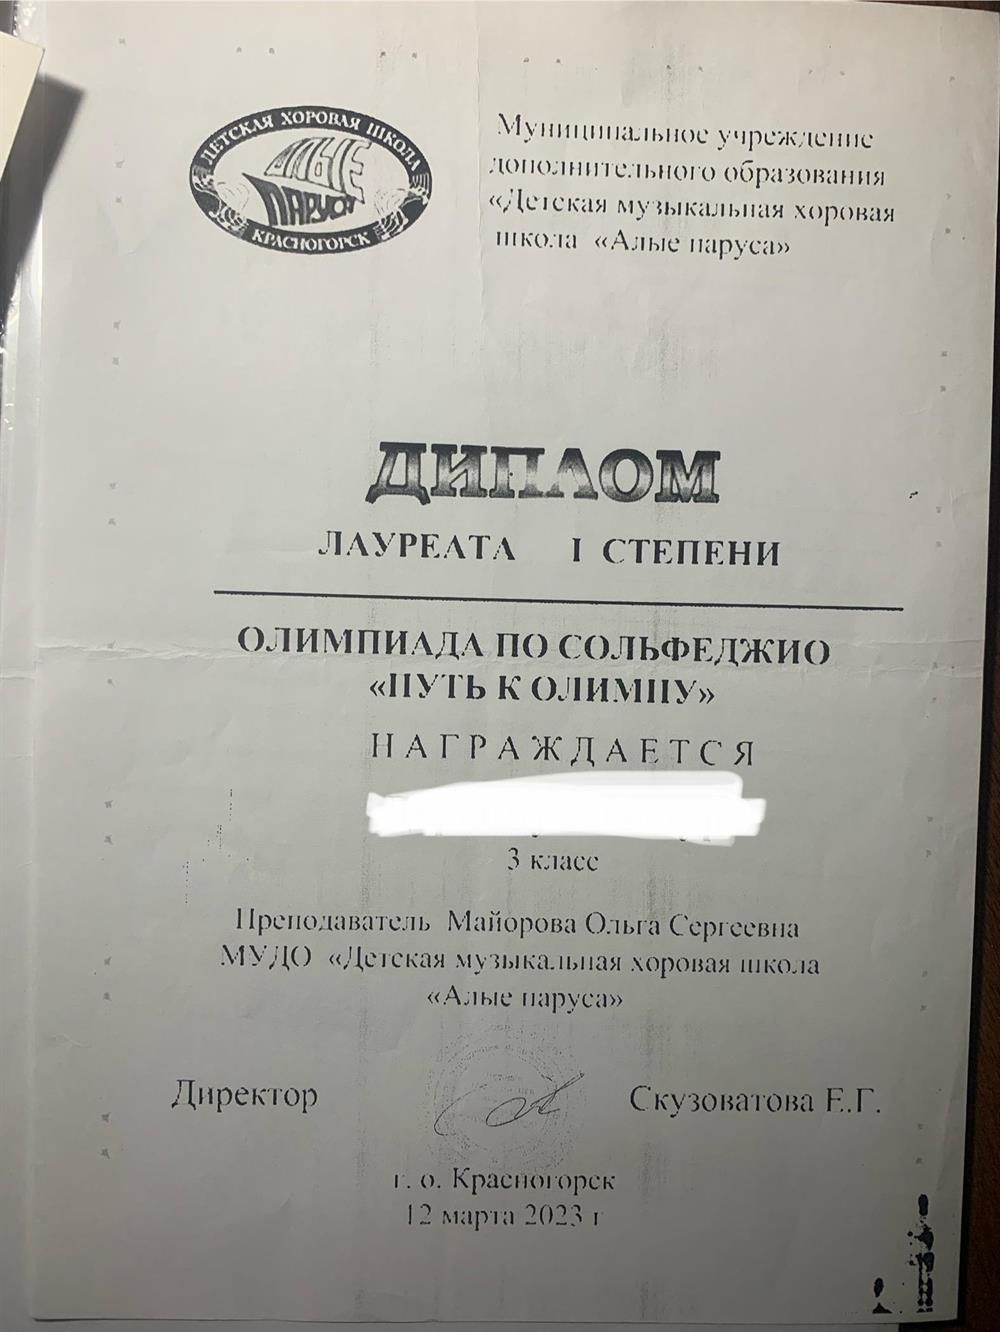 ДЕТСКАЯ ХОРОВАЯ ШКОЛА
АЛЫЕ
ПАРУСА
КРАСНОГОРСК
Муниципальное учреждение
дополнительного образования
«Детская музыкальная хоровая
школа «Алые паруса»
ДИПЛОМ
ЛАУРЕАТА I СТЕПЕНИ
ОЛИМПИАДА ПО СОЛЬФЕДЖИО
«ПУТЬ К ОЛИМПУ»
НАГРАЖДАЕТСЯ
3 класс
Преподаватель Майорова Ольга Сергеевна
МУДО «Детская музыкальная хоровая школа
«Алые паруса»
Директор Скузоватова Е.Г.
г. о. Красногорск
12 марта 2023 г